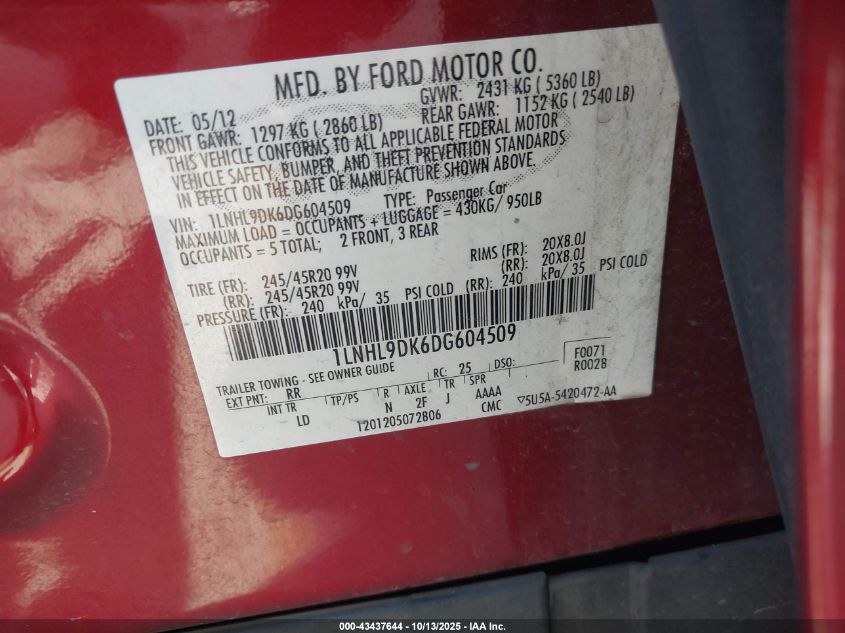 MFD. BY FORD MOTOR CO.
DATE: 05/12 GVWR: 2431 KG ( 5360 LB)
FRONT GAWR: 1297 KG ( 2860 LB) REAR GAWR: 1152 KG ( 2540 LB)
THIS VEHICLE CONFORMS TO ALL APPLICABLE FEDERAL MOTOR
VEHICLE SAFETY, BUMPER, AND THEFT PREVENTION STANDARDS
IN EFFECT ON THE DATE OF MANUFACTURE SHOWN ABOVE.
VIN: 1LNHL9DK6DG604509 TYPE: Passenger Car
MAXIMUM LOAD = OCCUPANTS + LUGGAGE = 430KG/ 950LB
OCCUPANTS = 5 TOTAL; 2 FRONT, 3 REAR
TIRE (FR): 245/45R20 99V RIMS (FR): 20X8.0J
(RR): 245/45R20 99V (RR): 20X8.0J
PRESSURE (FR): 240 kPa/ 35 PSI COLD (RR): 240 kPa/ 35 PSI COLD
1LNHL9DK6DG604509
TRAILER TOWING - SEE OWNER GUIDE
EXT PNT: RR RC: 25 DSO: F0071
R002B
INT TR TP/PS R AXLE TR SPR
LD N 2F J AAAA
CMC ▽5U5A-5420472-AA
T201205072806
000-43437644 | 10/13/2025 - IAA Inc.